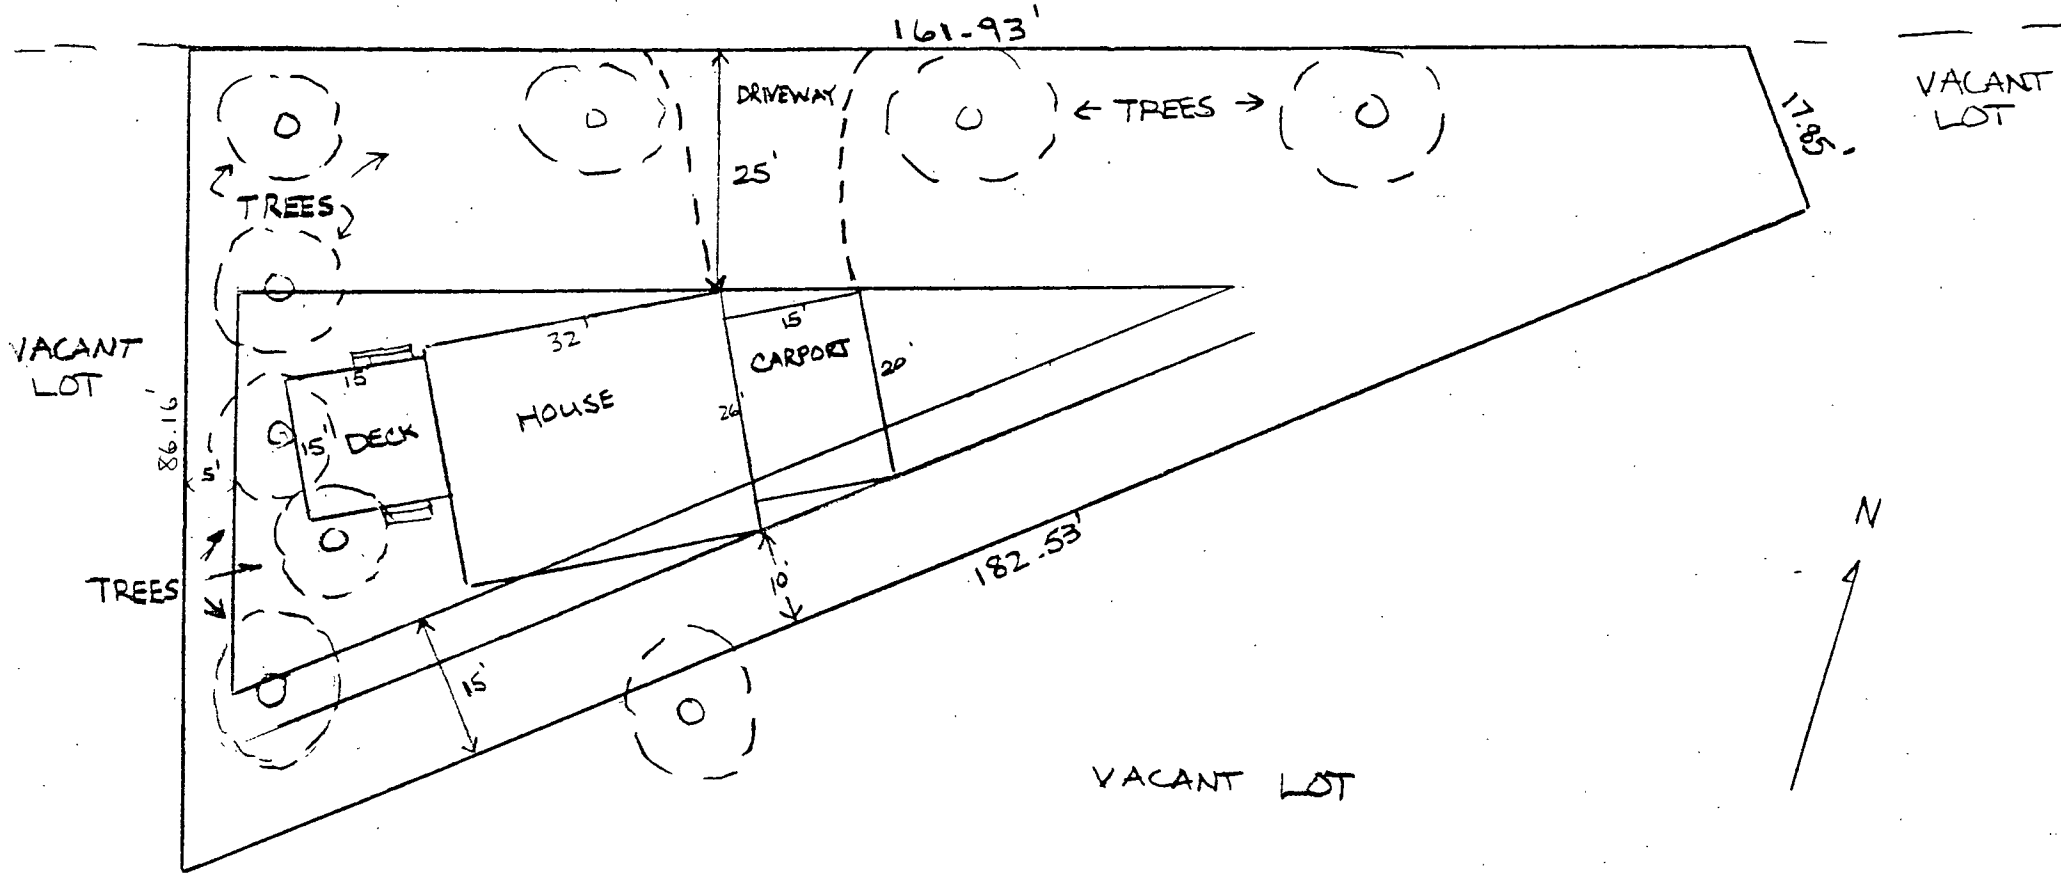 161.93'
VACANT
LOT
17.85
DRIVEWAY
← TREES →
25'
TREES
VACANT
LOT
32'
15'
CARPORT
20'
15'
HOUSE
26'
15'
DECK
86.16'
5'
N
TREES
10'
182.53'
15'
VACANT LOT